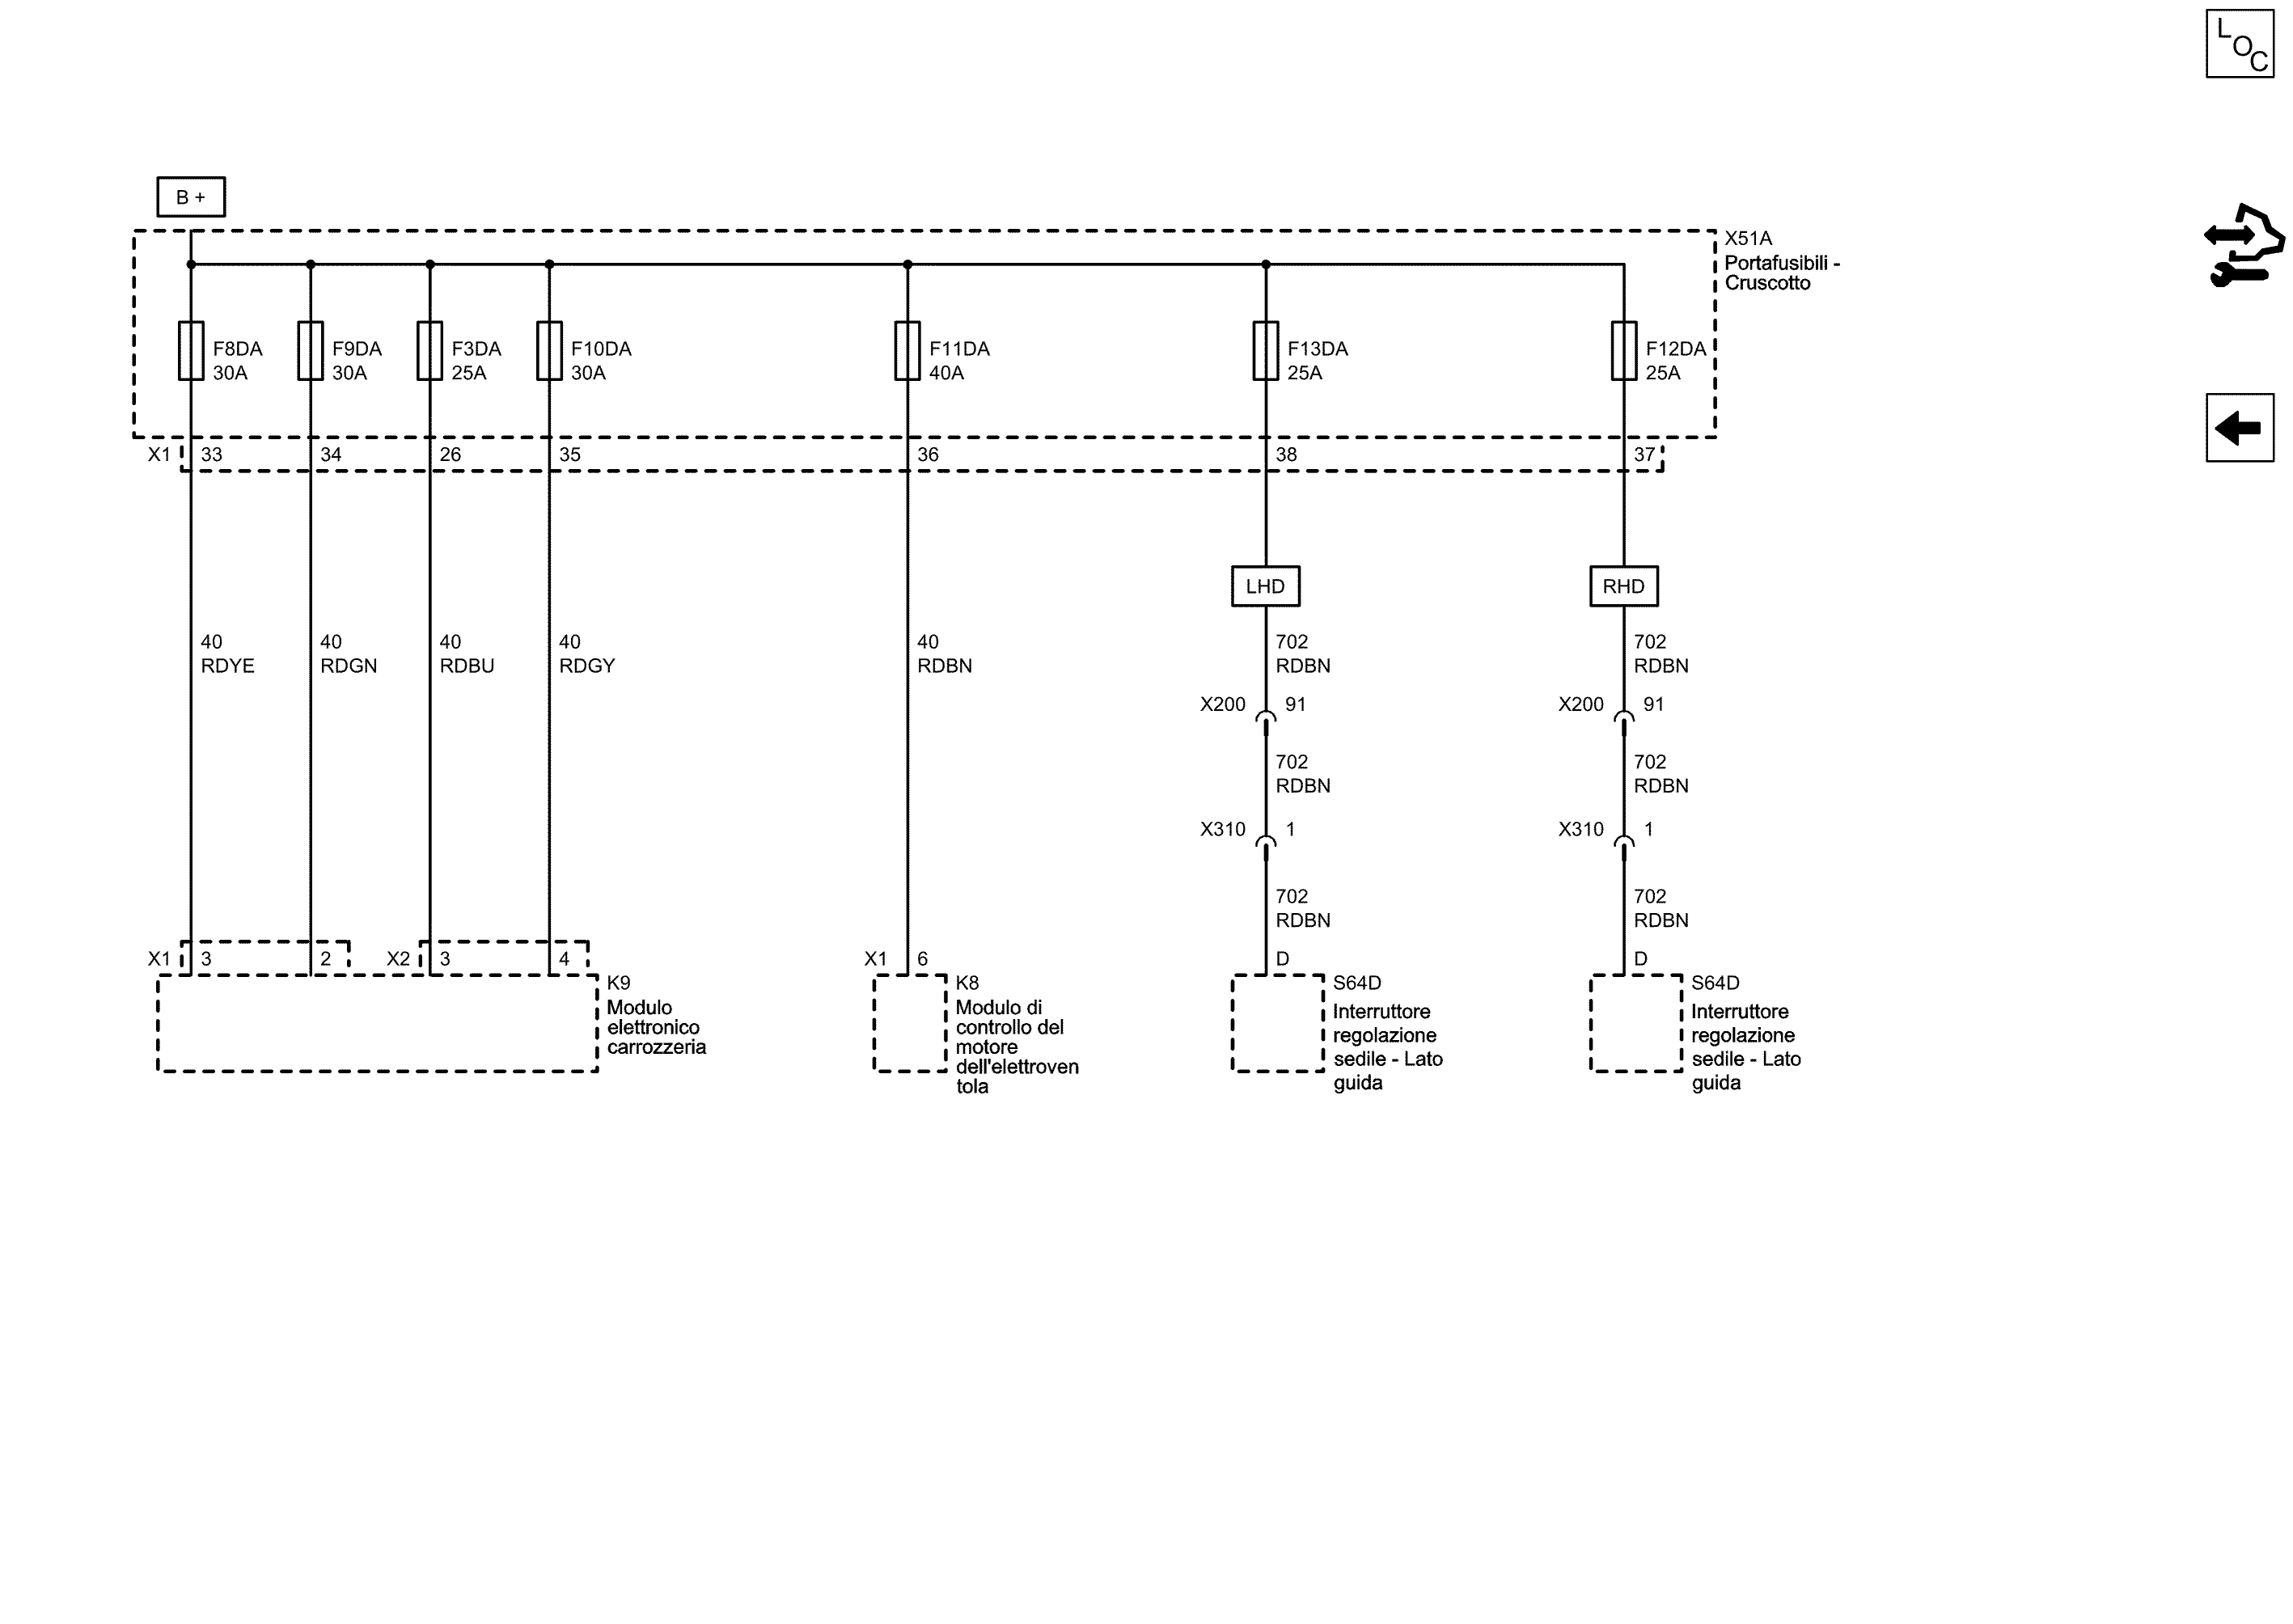 L
O
C
B +
X51A
Portafusibili -
Cruscotto
F8DA
30A
F9DA
30A
F3DA
25A
F10DA
30A
F11DA
40A
F13DA
25A
F12DA
25A
X1 33 34 26 35 36 38 37
LHD
RHD
40
RDYE
40
RDGN
40
RDBU
40
RDGY
40
RDBN
702
RDBN
702
RDBN
X200 91
X200 91
702
RDBN
702
RDBN
X310 1
X310 1
702
RDBN
702
RDBN
X1 3 2 X2 3 4
X1 6
D
D
K9
Modulo
elettronico
carrozzeria
K8
Modulo di
controllo del
motore
dell'elettroven
tola
S64D
Interruttore
regolazione
sedile - Lato
guida
S64D
Interruttore
regolazione
sedile - Lato
guida